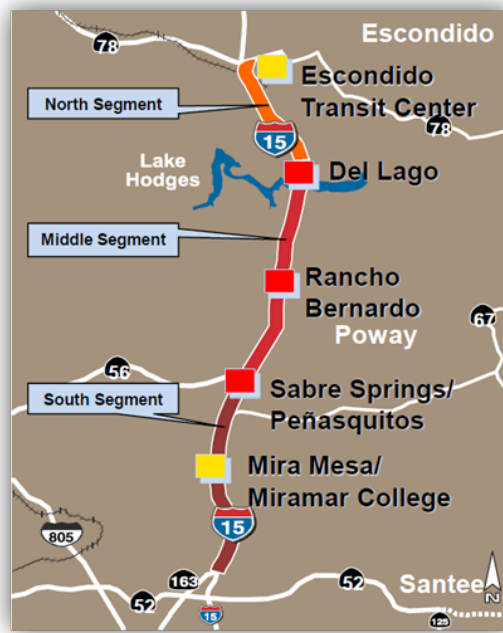 Escondido
78
Escondido
Transit Center
North Segment
78
15
Lake
Hodges
Del Lago
Middle Segment
Rancho
Bernardo
67
Poway
56
South Segment
Sabre Springs/
Peñasquitos
Mira Mesa/
Miramar College
15
805
163
52
Santee
N
52
15
125